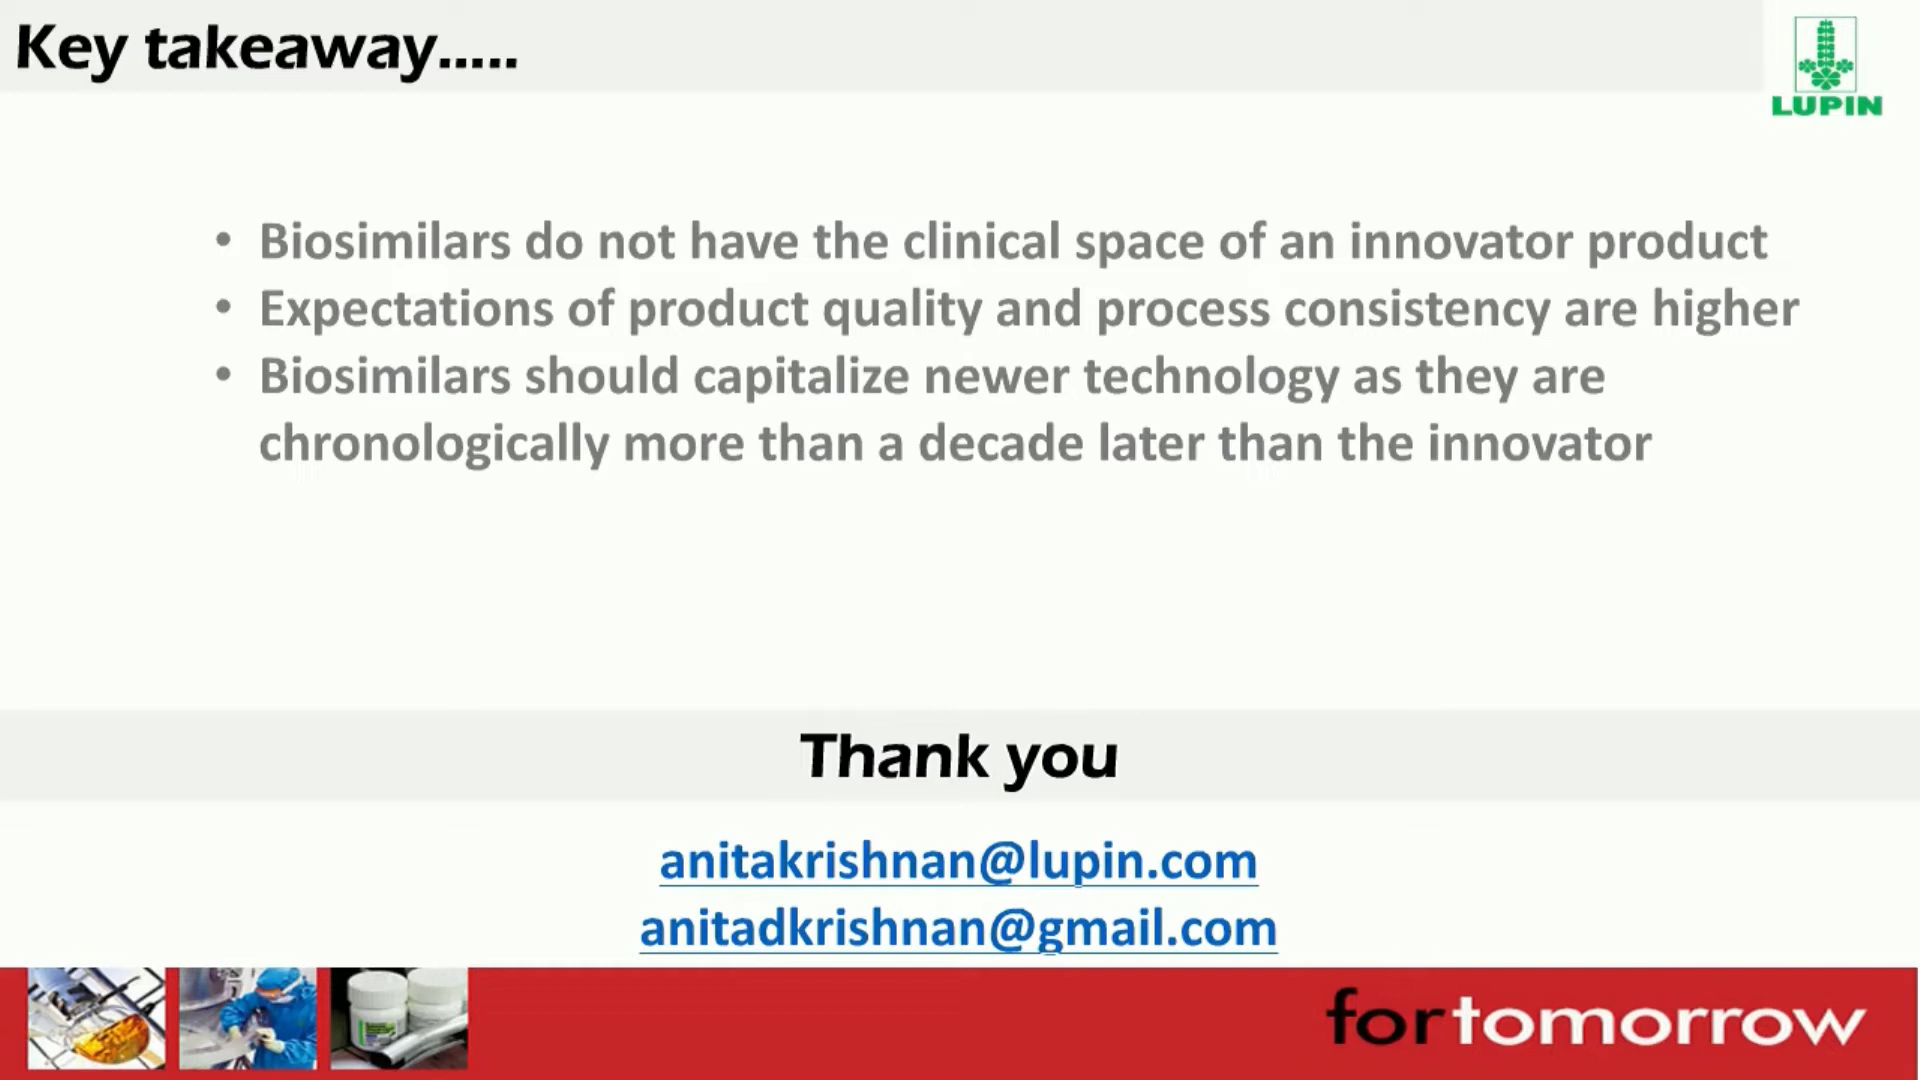 Key takeaway.....
LUPIN
• Biosimilars do not have the clinical space of an innovator product
• Expectations of product quality and process consistency are higher
• Biosimilars should capitalize newer technology as they are
chronologically more than a decade later than the innovator
Thank you
anitakrishnan@lupin.com
anitadkrishnan@gmail.com
fortomorrow